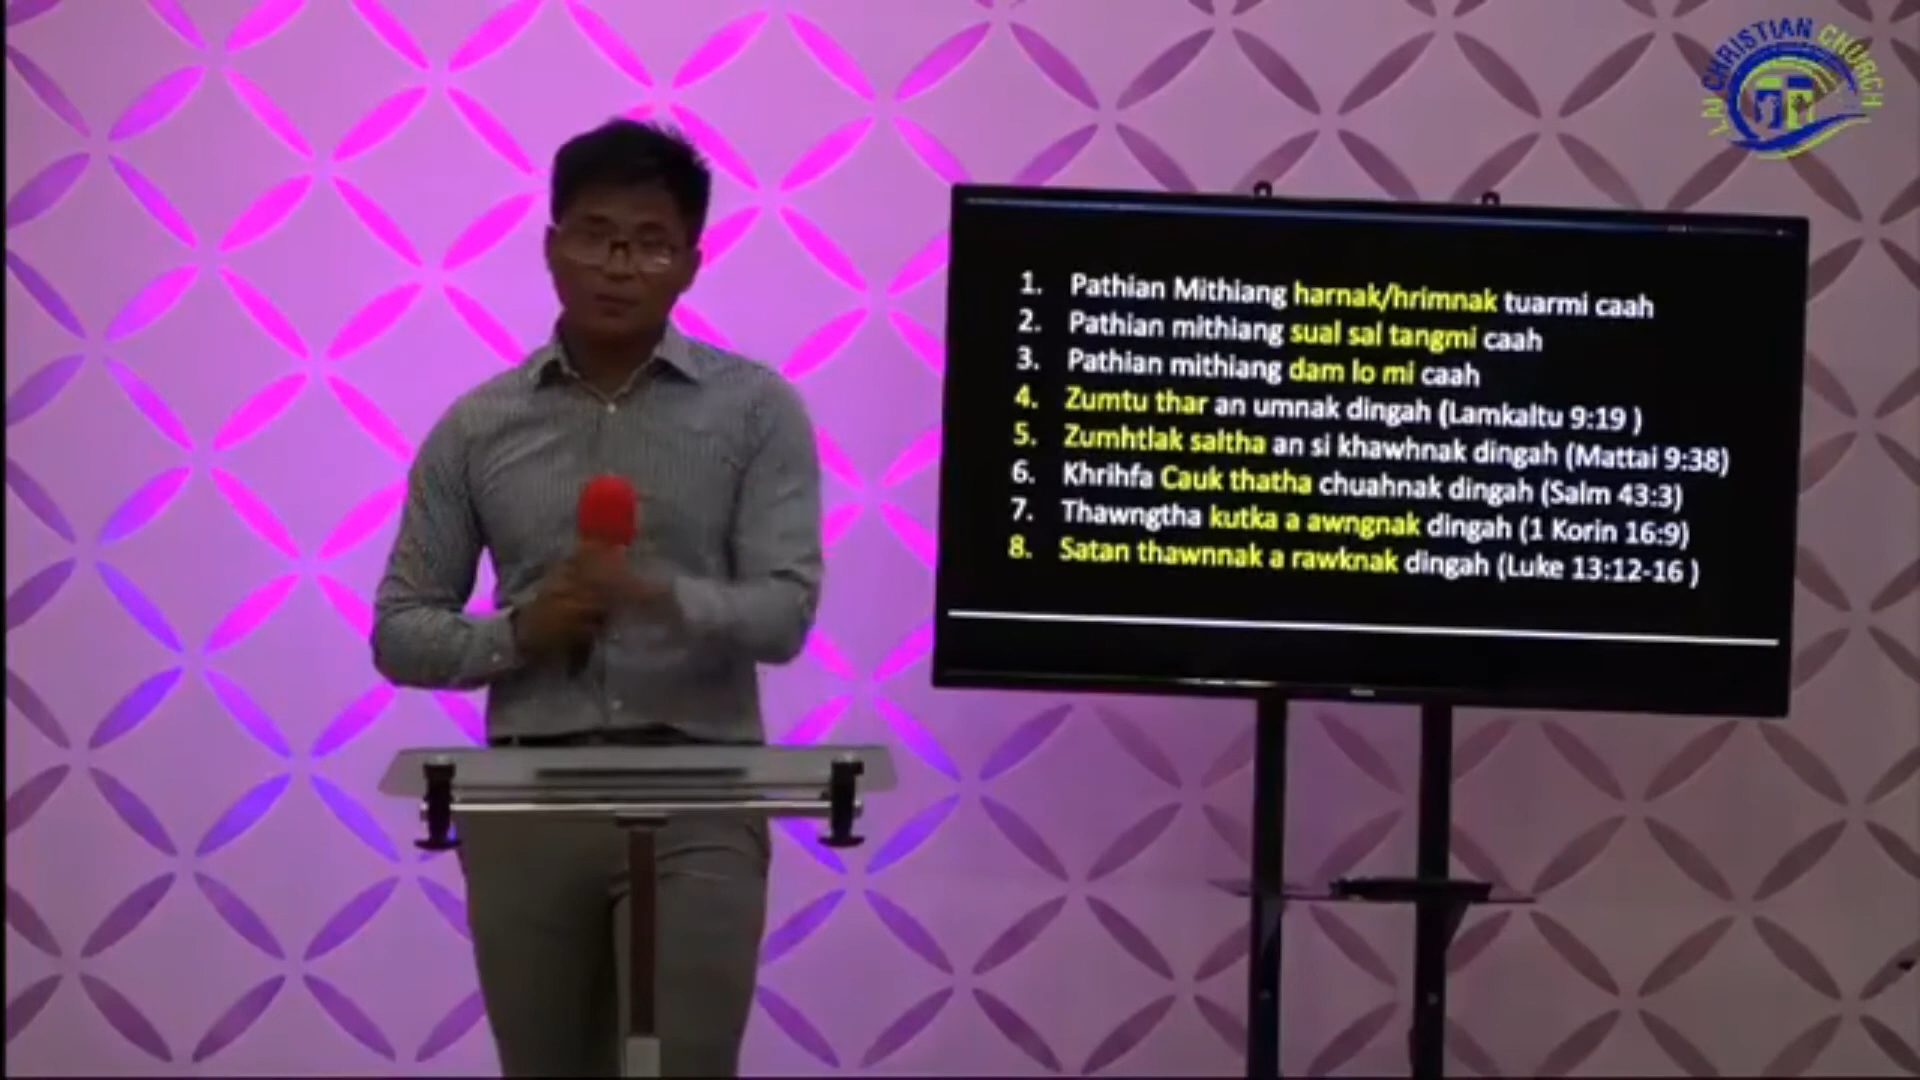 LAI CHRISTIAN CHURCH
1. Pathian Mithiang harnak/hrimnak tuarmi caah
2. Pathian mithiang sual sal tangmi caah
3. Pathian mithiang dam lo mi caah
4. Zumtu thar an umnak dingah (Lamkaltu 9:19 )
5. Zumhtlak saltha an si khawhnak dingah (Mattai 9:38)
6. Khrihfa Cauk thatha chuahnak dingah (Salm 43:3)
7. Thawngtha kutka a awngnak dingah (1 Korin 16:9)
8. Satan thawnnak a rawknak dingah (Luke 13:12-16 )